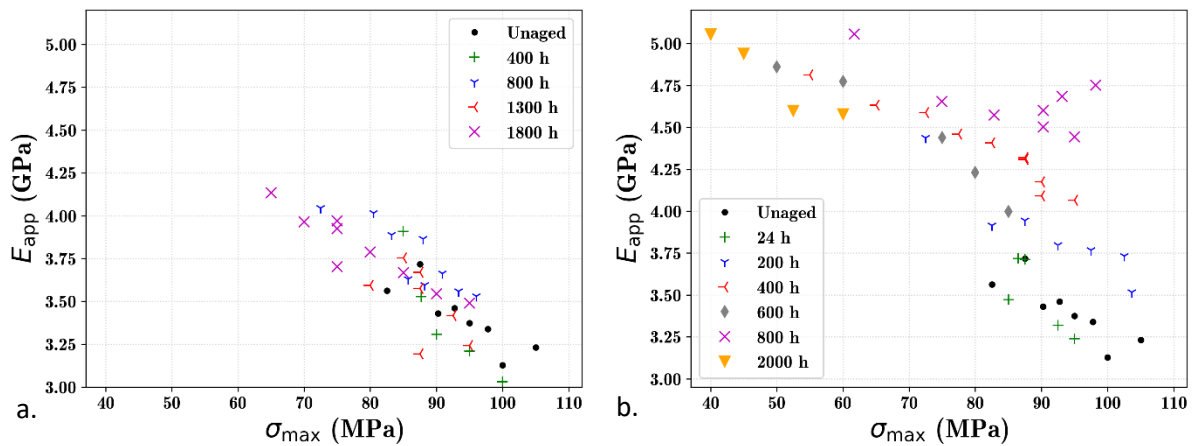 5.00
4.75
4.50
4.25
4.00
3.75
3.50
3.25
3.00
E_app (GPa)
Unaged
400 h
800 h
1300 h
1800 h
40 50 60 70 80 90 100 110
σ_max (MPa)
a.
5.00
4.75
4.50
4.25
4.00
3.75
3.50
3.25
3.00
E_app (GPa)
Unaged
24 h
200 h
400 h
600 h
800 h
2000 h
40 50 60 70 80 90 100 110
σ_max (MPa)
b.